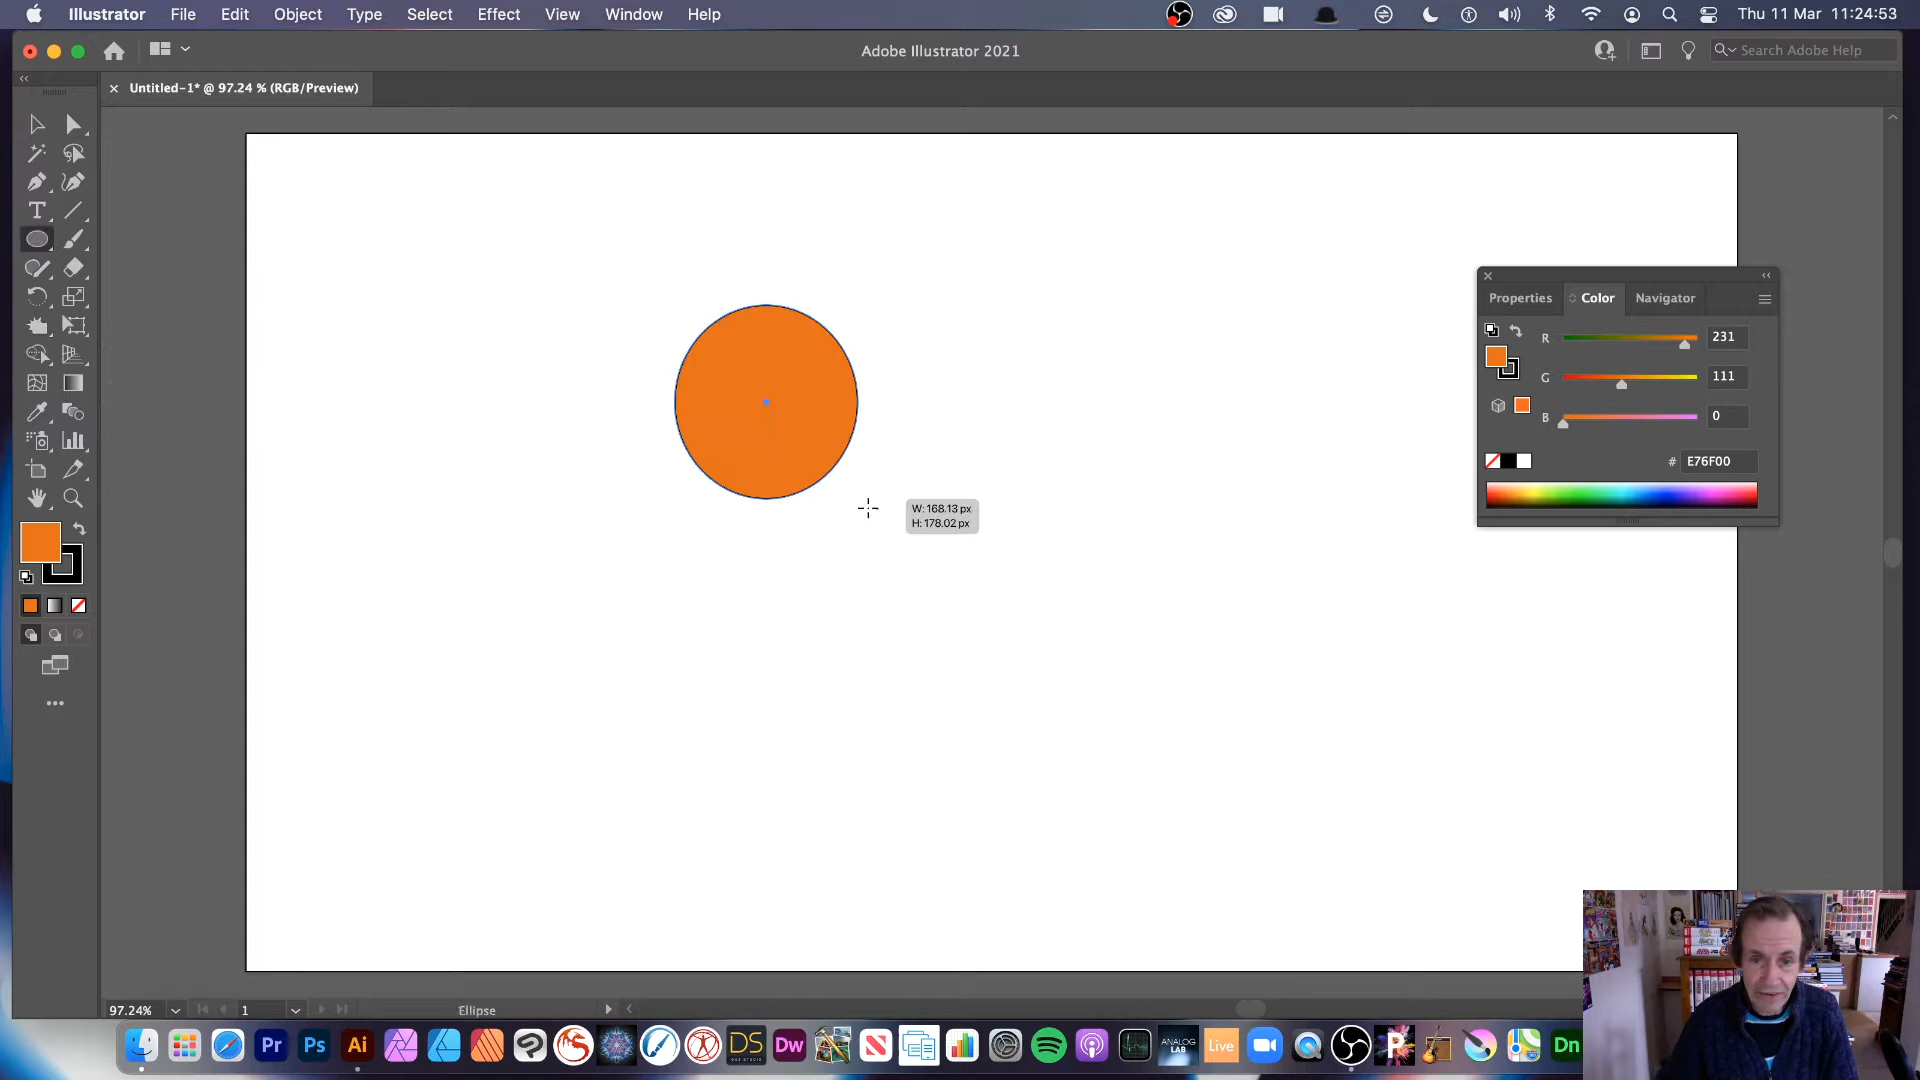 Illustrator File Edit Object Type Select Effect View Window Help Thu 11 Mar 11:24:53
Adobe Illustrator 2021 Search Adobe Help
× Untitled-1* @ 97.24 % (RGB/Preview)
T
Properties Color Navigator
R 231
G 111
B 0
# E76F00
W: 168.13 px
H: 178.02 px
97.24% 1 Ellipse
Pr Ps Ai DS Dw N ANALOG LAB Live P Dn